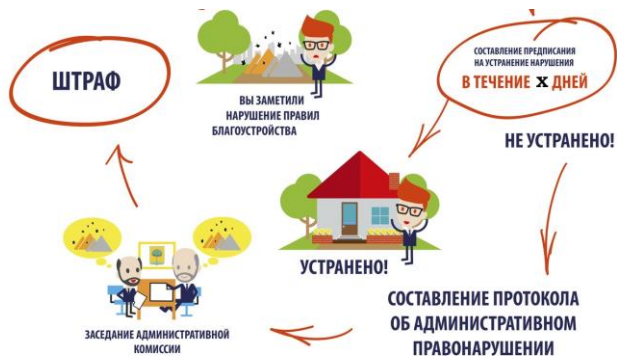 ШТРАФ
ВЫ ЗАМЕТИЛИ
НАРУШЕНИЕ ПРАВИЛ
БЛАГОУСТРОЙСТВА
СОСТАВЛЕНИЕ ПРЕДПИСАНИЯ
НА УСТРАНЕНИЕ НАРУШЕНИЯ
В ТЕЧЕНИЕ X ДНЕЙ
НЕ УСТРАНЕНО!
УСТРАНЕНО!
СОСТАВЛЕНИЕ ПРОТОКОЛА
ОБ АДМИНИСТРАТИВНОМ
ПРАВОНАРУШЕНИИ
ЗАСЕДАНИЕ АДМИНИСТРАТИВНОЙ
КОМИССИИ